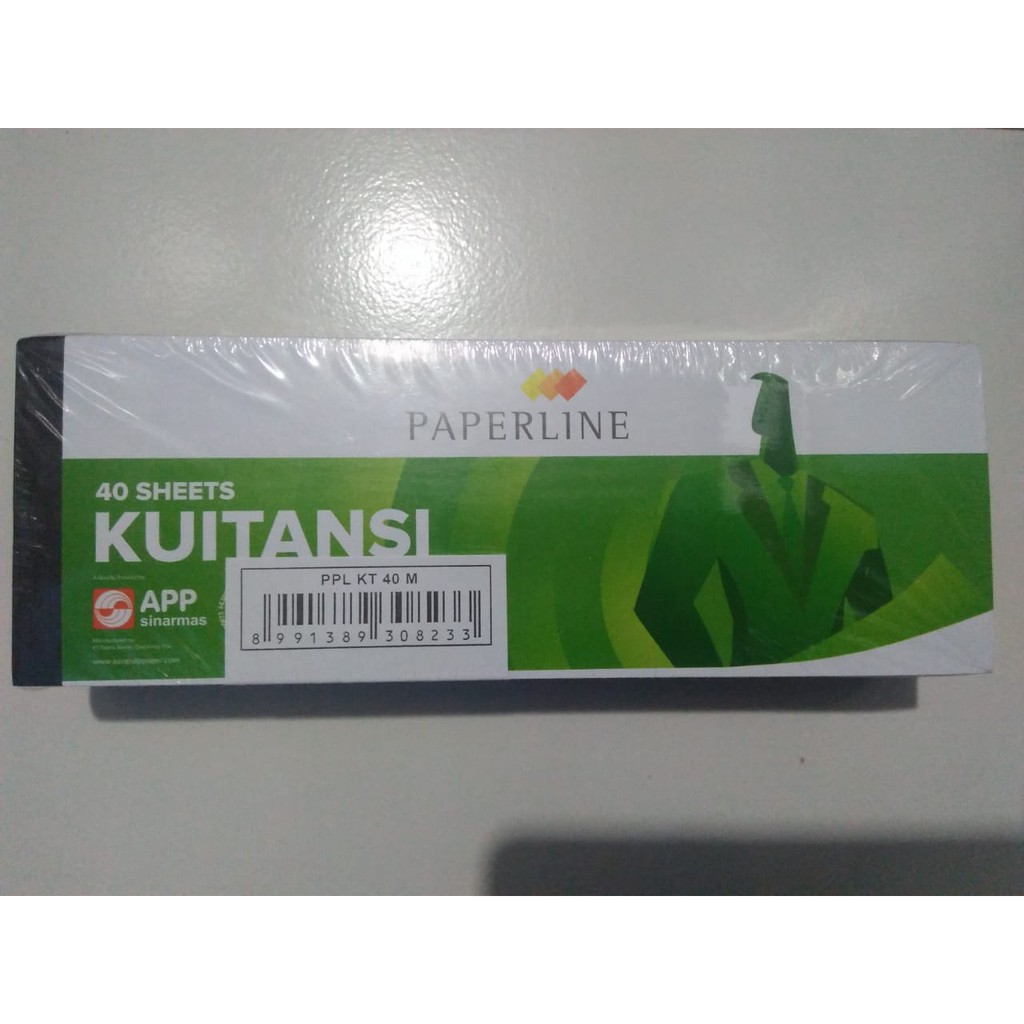 PAPERLINE
40 SHEETS
KUITANSI
PPL KT 40 M
8 991389 308233
APP
sinarmas